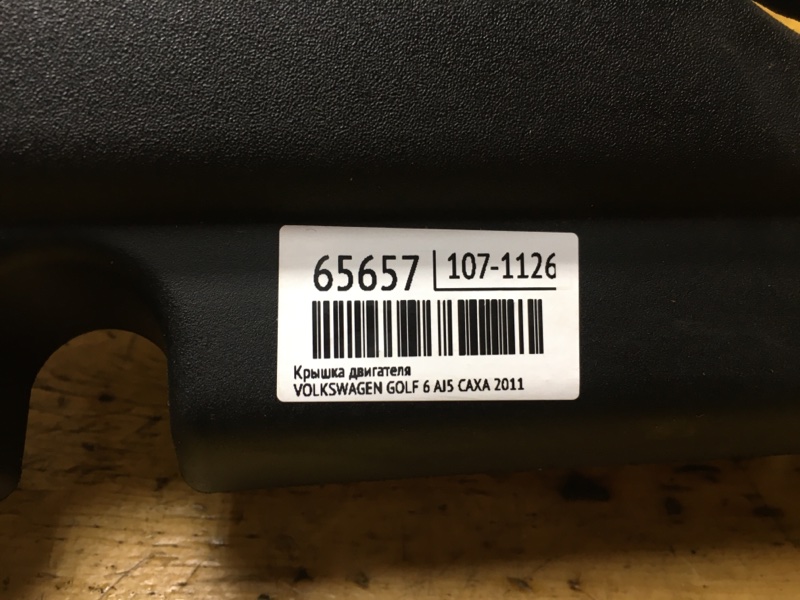 65657 107-1126
Крышка двигателя
VOLKSWAGEN GOLF 6 AJ5 CAXA 2011